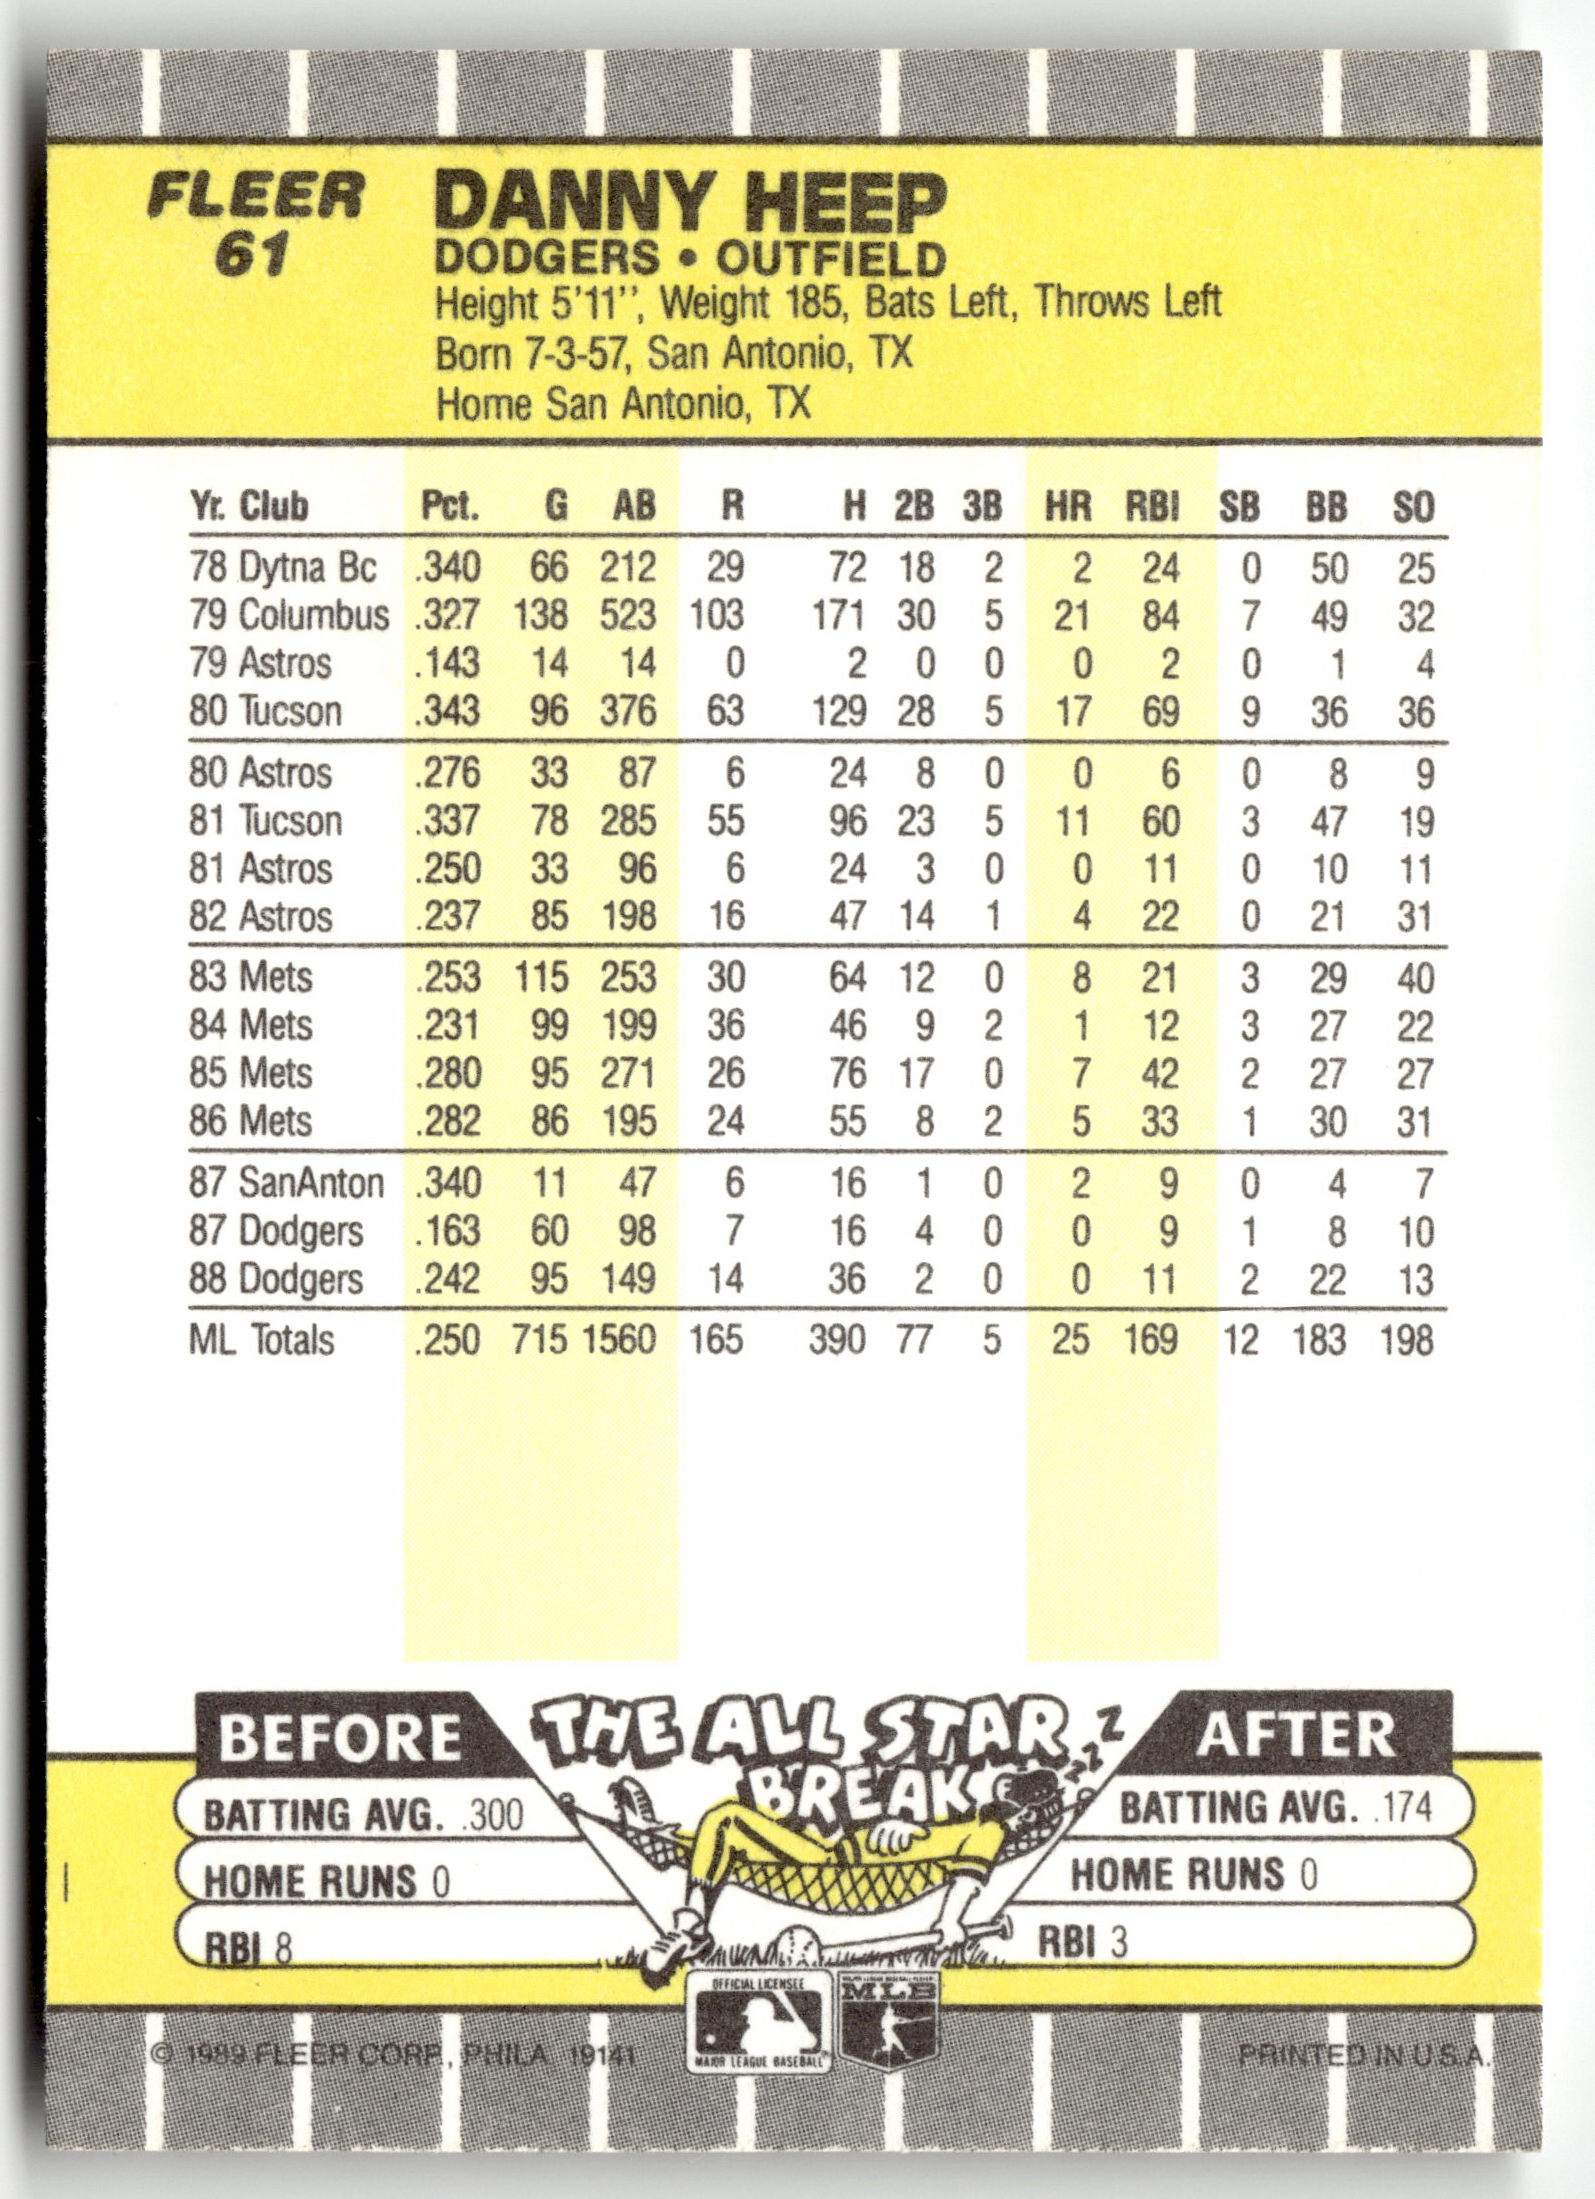 FLEER
61
DANNY HEEP
DODGERS • OUTFIELD
Height 5'11'', Weight 185, Bats Left, Throws Left
Born 7-3-57, San Antonio, TX
Home San Antonio, TX
Yr. Club Pct. G AB R H 2B 3B HR RBI SB BB SO
78 Dytna Bc .340 66 212 29 72 18 2 2 24 0 50 25
79 Columbus .327 138 523 103 171 30 5 21 84 7 49 32
79 Astros .143 14 14 0 2 0 0 0 2 0 1 4
80 Tucson .343 96 376 63 129 28 5 17 69 9 36 36
80 Astros .276 33 87 6 24 8 0 0 6 0 8 9
81 Tucson .337 78 285 55 96 23 5 11 60 3 47 19
81 Astros .250 33 96 6 24 3 0 0 11 0 10 11
82 Astros .237 85 198 16 47 14 1 4 22 0 21 31
83 Mets .253 115 253 30 64 12 0 8 21 3 29 40
84 Mets .231 99 199 36 46 9 2 1 12 3 27 22
85 Mets .280 95 271 26 76 17 0 7 42 2 27 27
86 Mets .282 86 195 24 55 8 2 5 33 1 30 31
87 SanAnton .340 11 47 6 16 1 0 2 9 0 4 7
87 Dodgers .163 60 98 7 16 4 0 0 9 1 8 10
88 Dodgers .242 95 149 14 36 2 0 0 11 2 22 13
ML Totals .250 715 1560 165 390 77 5 25 169 12 183 198
BEFORE
THE ALL STAR
BREAK
zzzZ
AFTER
BATTING AVG. .300
HOME RUNS 0
RBI 8
BATTING AVG. .174
HOME RUNS 0
RBI 3
OFFICIAL LICENSEE
MAJOR LEAGUE BASEBALL
MAJOR LEAGUE BASEBALL PLAYERS
MLB
© 1989 FLEER CORP., PHILA 19141
PRINTED IN U.S.A.